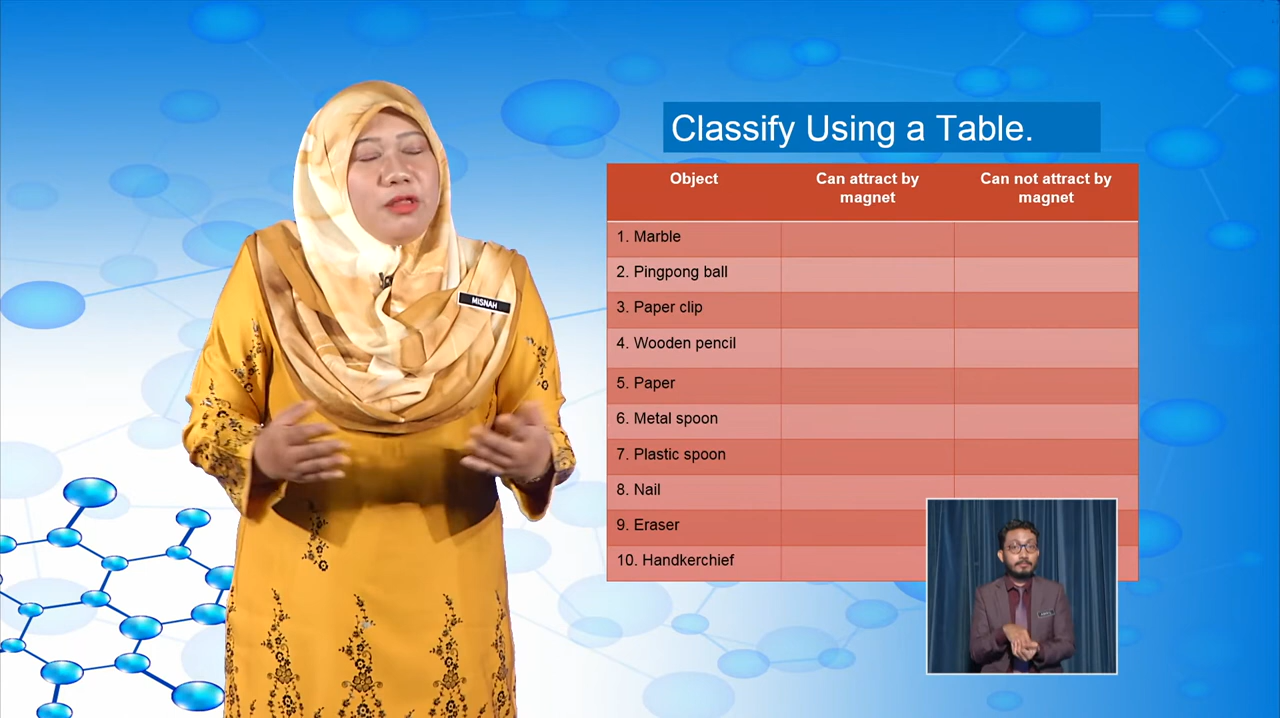 Classify Using a Table.
Object
Can attract by
magnet
Can not attract by
magnet
1. Marble
2. Pingpong ball
3. Paper clip
4. Wooden pencil
5. Paper
6. Metal spoon
7. Plastic spoon
8. Nail
9. Eraser
10. Handkerchief
MISNAH